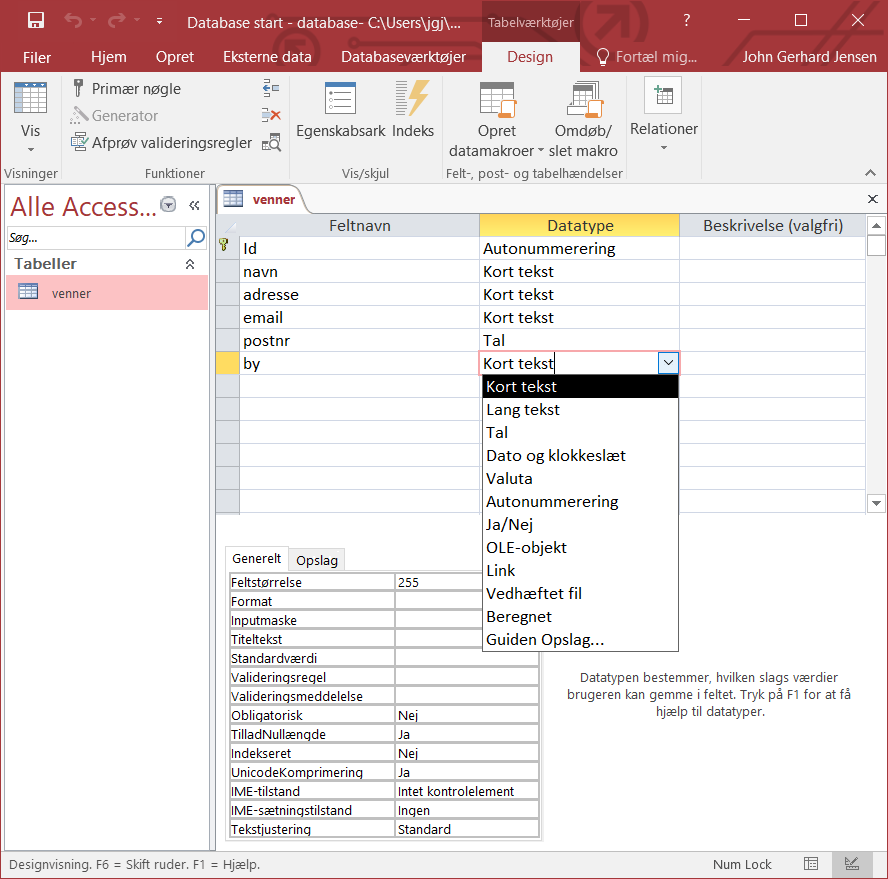 Database start - database- C:\Users\jgj\...
Tabelværktøjer
?
Filer
Hjem
Opret
Eksterne data
Databaseværktøjer
Design
Fortæl mig...
John Gerhard Jensen
Vis
Primær nøgle
Generator
Afprøv valideringsregler
Egenskabsark
Indeks
Opret
datamakroer
Omdøb/
slet makro
Relationer
Visninger
Funktioner
Vis/skjul
Felt-, post- og tabelhændelser
Alle Access...
Søg...
Tabeller
venner
venner
Feltnavn Datatype Beskrivelse (valgfri)
Id Autonummerering
navn Kort tekst
adresse Kort tekst
email Kort tekst
postnr Tal
by Kort tekst
Kort tekst
Lang tekst
Tal
Dato og klokkeslæt
Valuta
Autonummerering
Ja/Nej
OLE-objekt
Link
Vedhæftet fil
Beregnet
Guiden Opslag...
Generelt Opslag
Feltstørrelse 255
Format
Inputmaske
Titeltekst
Standardværdi
Valideringsregel
Valideringsmeddelelse
Obligatorisk Nej
TilladNullængde Ja
Indekseret Nej
UnicodeKomprimering Ja
IME-tilstand Intet kontrolelement
IME-sætningstilstand Ingen
Tekstjustering Standard
Datatypen bestemmer, hvilken slags værdier
brugeren kan gemme i feltet. Tryk på F1 for at få
hjælp til datatyper.
Designvisning. F6 = Skift ruder. F1 = Hjælp.
Num Lock